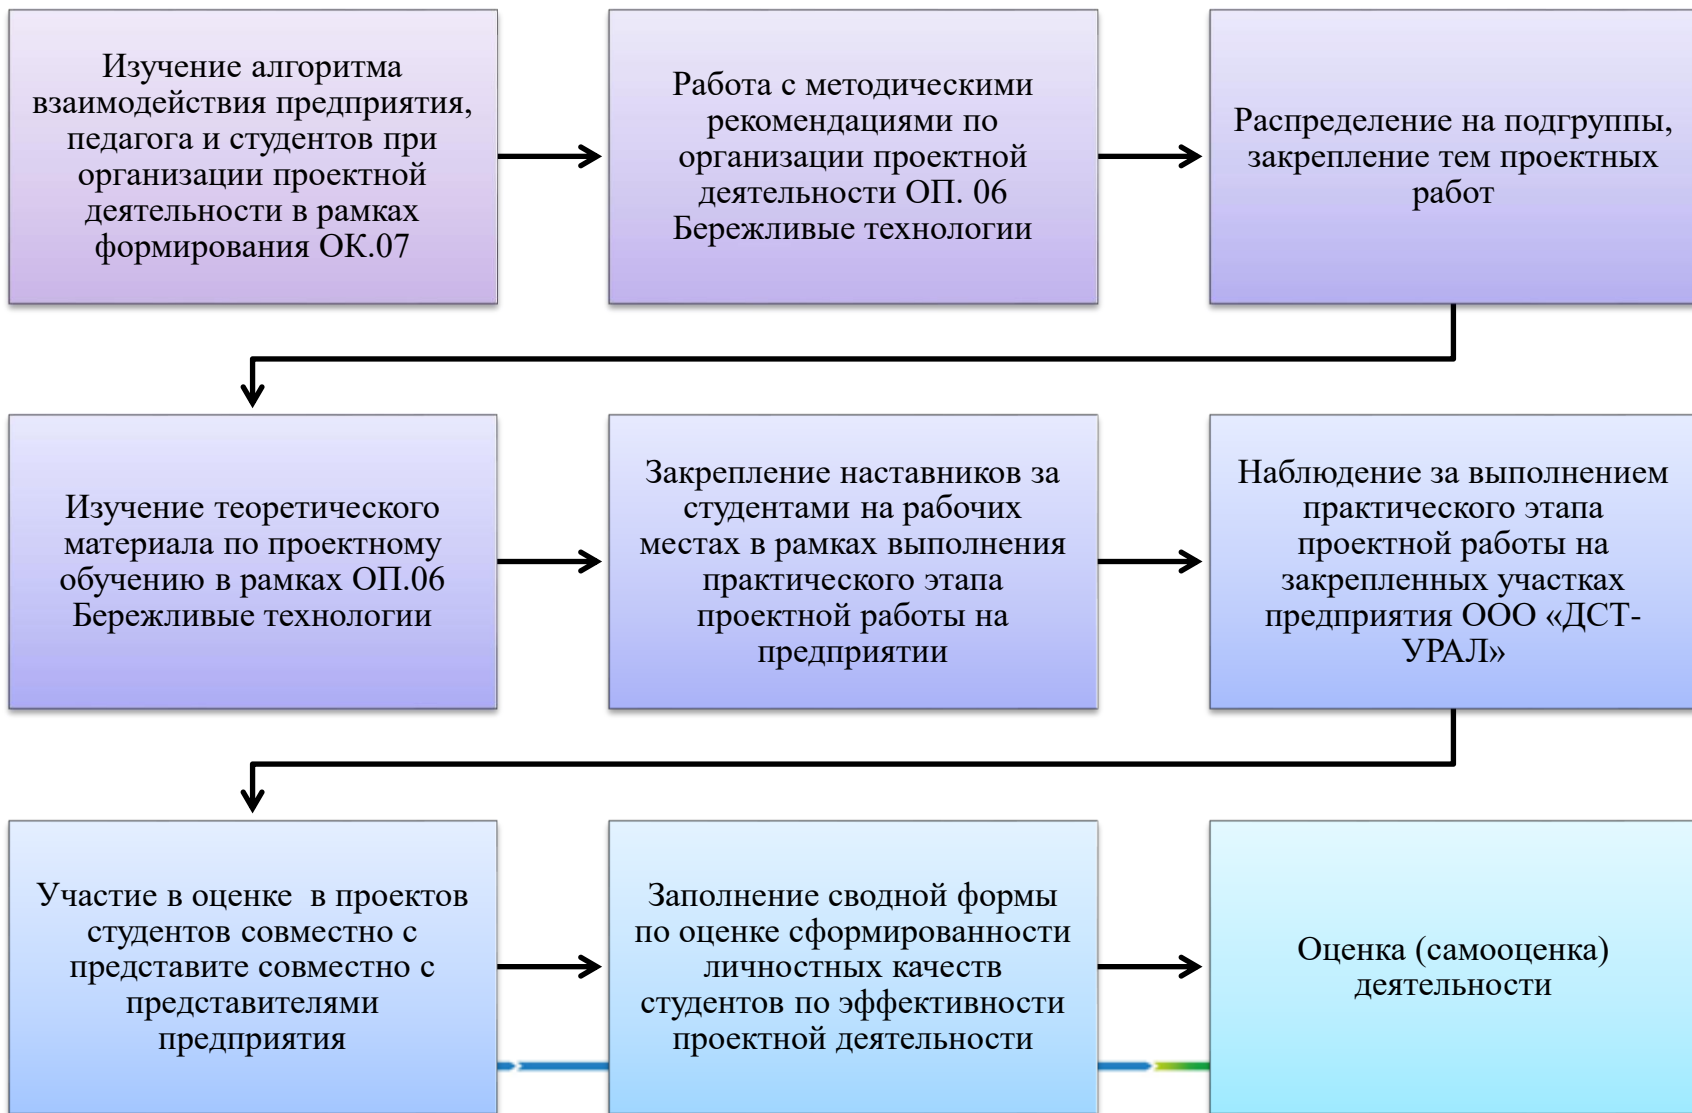 Изучение алгоритма
взаимодействия предприятия,
педагога и студентов при
организации проектной
деятельности в рамках
формирования ОК.07
Работа с методическими
рекомендациями по
организации проектной
деятельности ОП. 06
Бережливые технологии
Распределение на подгруппы,
закрепление тем проектных
работ
Изучение теоретического
материала по проектному
обучению в рамках ОП.06
Бережливые технологии
Закрепление наставников за
студентами на рабочих
местах в рамках выполнения
практического этапа
проектной работы на
предприятии
Наблюдение за выполнением
практического этапа
проектной работы на
закрепленных участках
предприятия ООО «ДСТ-
УРАЛ»
Участие в оценке  в проектов
студентов совместно с
представите совместно с
представителями
предприятия
Заполнение сводной формы
по оценке сформированности
личностных качеств
студентов по эффективности
проектной деятельности
Оценка (самооценка)
деятельности